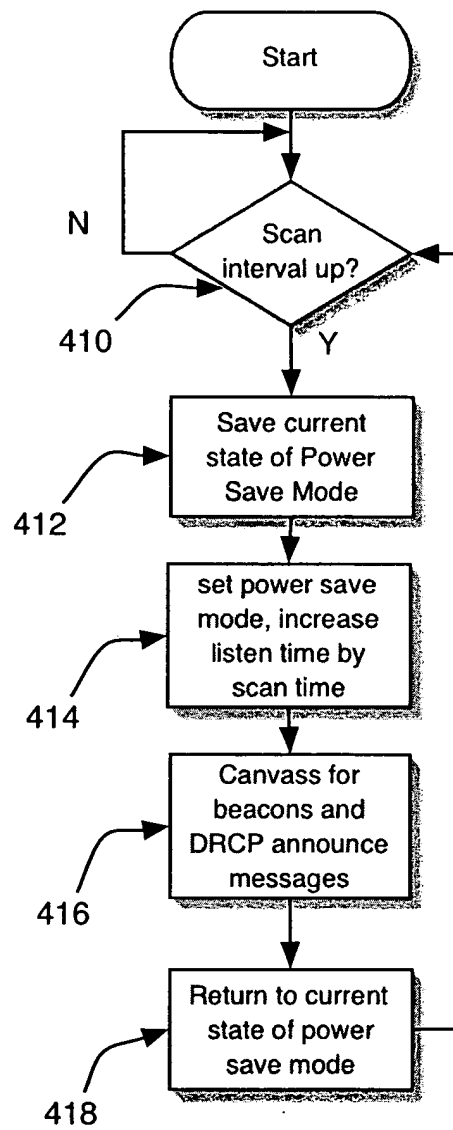 Start
N
Scan
interval up?
410
Y
Save current
state of Power
Save Mode
412
set power save
mode, increase
listen time by
scan time
414
Canvass for
beacons and
DRCP announce
messages
416
Return to current
state of power
save mode
418